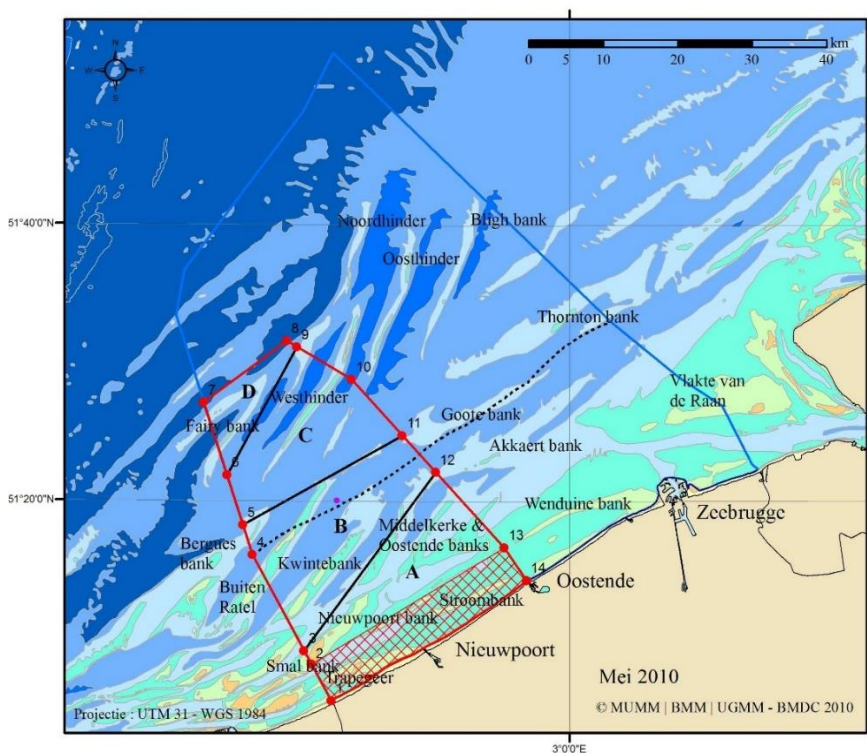 N
W E
S
km
0 5 10 20 30 40
51°40'0"N
Noordhinder
Bligh bank
Oosthinder
Thornton bank
8
9
10
7
D
Westhinder
Vlakte van
de Raan
Fairy bank
C
11
Goote bank
Akkaert bank
6
12
51°20'0"N
5
B
Wenduine bank
Zeebrugge
Middelkerke &
Oostende banks
13
4
Bergues
bank
Kwintebank
A
14
Oostende
Buiten
Ratel
Stroombank
Nieuwpoort bank
3
2
Smal bank
Nieuwpoort
Trapegeer
1
Mei 2010
Projectie : UTM 31 - WGS 1984
© MUMM | BMM | UGMM - BMDC 2010
3°0'0"E